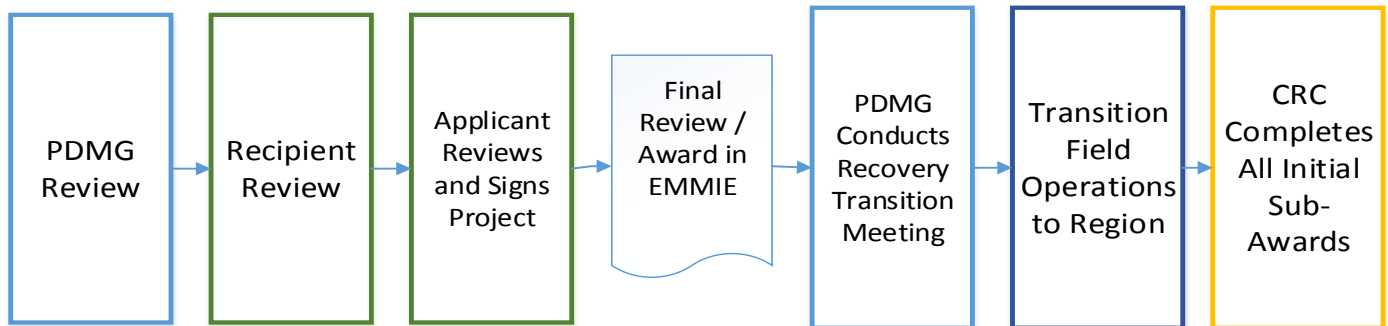 PDMG
Review
Recipient
Review
Applicant
Reviews
and Signs
Project
Final
Review /
Award in
EMMIE
PDMG
Conducts
Recovery
Transition
Meeting
Transition
Field
Operations
to Region
CRC
Completes
All Initial
Sub-
Awards